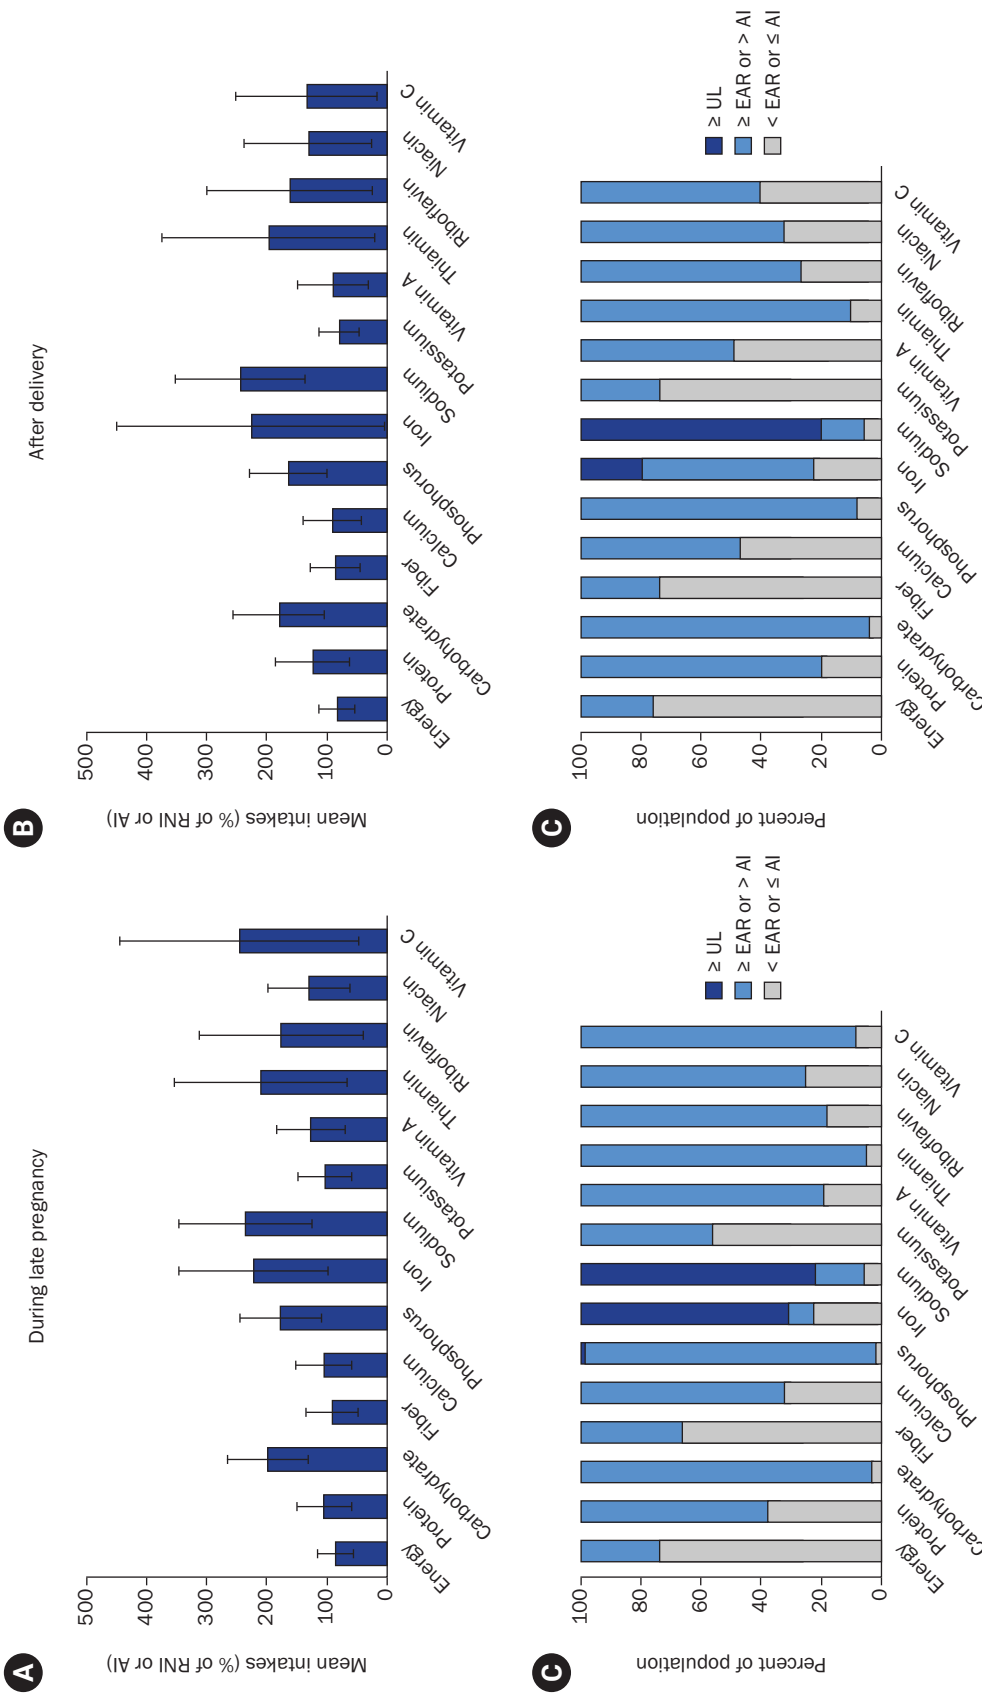 During late pregnancy
A
Mean intakes (% of RNI or AI)
500
400
300
200
100
0
Energy
Protein
Carbohydrate
Fiber
Calcium
Phosphorus
Iron
Sodium
Potassium
Vitamin A
Thiamin
Riboflavin
Niacin
Vitamin C
After delivery
B
Mean intakes (% of RNI or AI)
500
400
300
200
100
0
Energy
Protein
Carbohydrate
Fiber
Calcium
Phosphorus
Iron
Sodium
Potassium
Vitamin A
Thiamin
Riboflavin
Niacin
Vitamin C
C
Percent of population
100
80
60
40
20
0
Energy
Protein
Carbohydrate
Fiber
Calcium
Phosphorus
Iron
Sodium
Potassium
Vitamin A
Thiamin
Riboflavin
Niacin
Vitamin C
≥ UL
≥ EAR or > AI
< EAR or ≤ AI
C
Percent of population
100
80
60
40
20
0
Energy
Protein
Carbohydrate
Fiber
Calcium
Phosphorus
Iron
Sodium
Potassium
Vitamin A
Thiamin
Riboflavin
Niacin
Vitamin C
≥ UL
≥ EAR or > AI
< EAR or ≤ AI